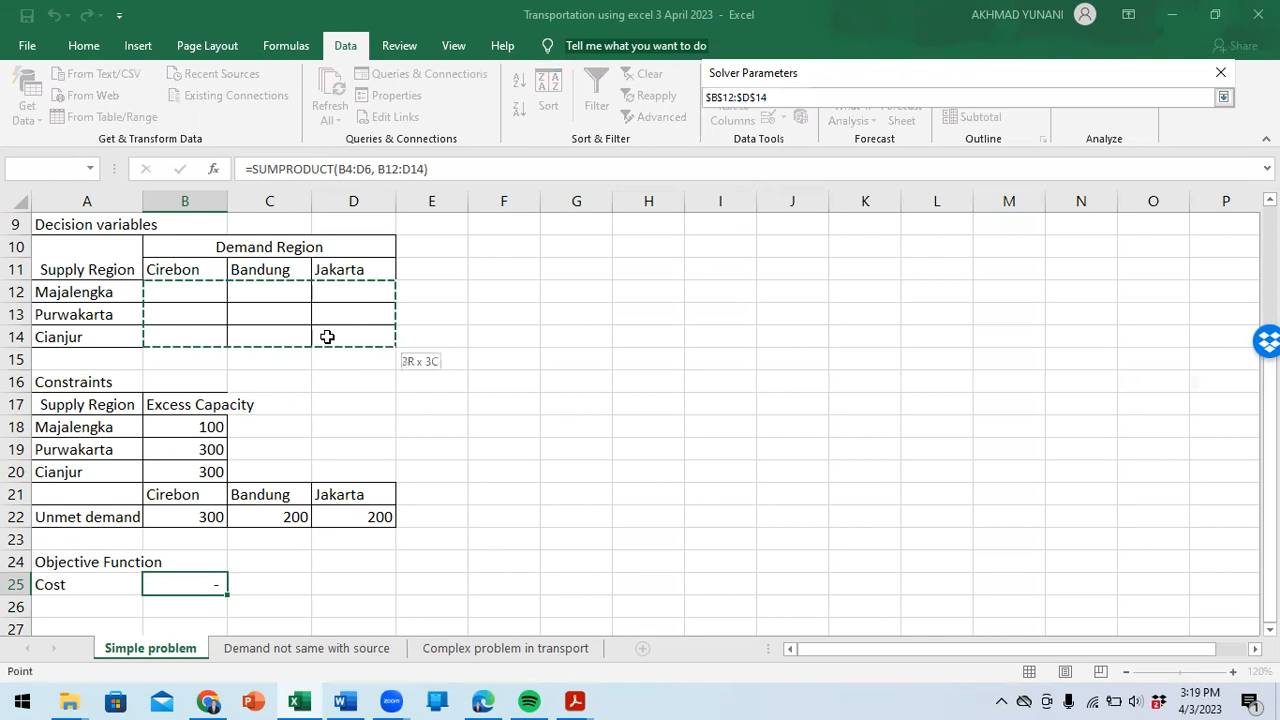 Transportation using excel 3 April 2023 - Excel
AKHMAD YUNANI
File Home Insert Page Layout Formulas Data Review View Help Tell me what you want to do Share
Solver Parameters
$B$12:$D$14
Get Data
From Text/CSV
From Web
From Table/Range
Recent Sources
Existing Connections
Get & Transform Data
Refresh All
Queries & Connections
Properties
Edit Links
Queries & Connections
Sort
Filter
Clear
Reapply
Advanced
Sort & Filter
Text to
Columns
Data Tools
What-If
Analysis
Forecast
Sheet
Forecast
Subtotal
Outline
Analyze
=SUMPRODUCT(B4:D6, B12:D14)
A B C D E F G H I J K L M N O P
9 Decision variables
10 Demand Region
11 Supply Region Cirebon Bandung Jakarta
12 Majalengka
13 Purwakarta
14 Cianjur
15 3R x 3C
16 Constraints
17 Supply Region Excess Capacity
18 Majalengka 100
19 Purwakarta 300
20 Cianjur 300
21 Cirebon Bandung Jakarta
22 Unmet demand 300 200 200
23
24 Objective Function
25 Cost -
26
27
Simple problem Demand not same with source Complex problem in transport
Point 120%
3:19 PM
4/3/2023